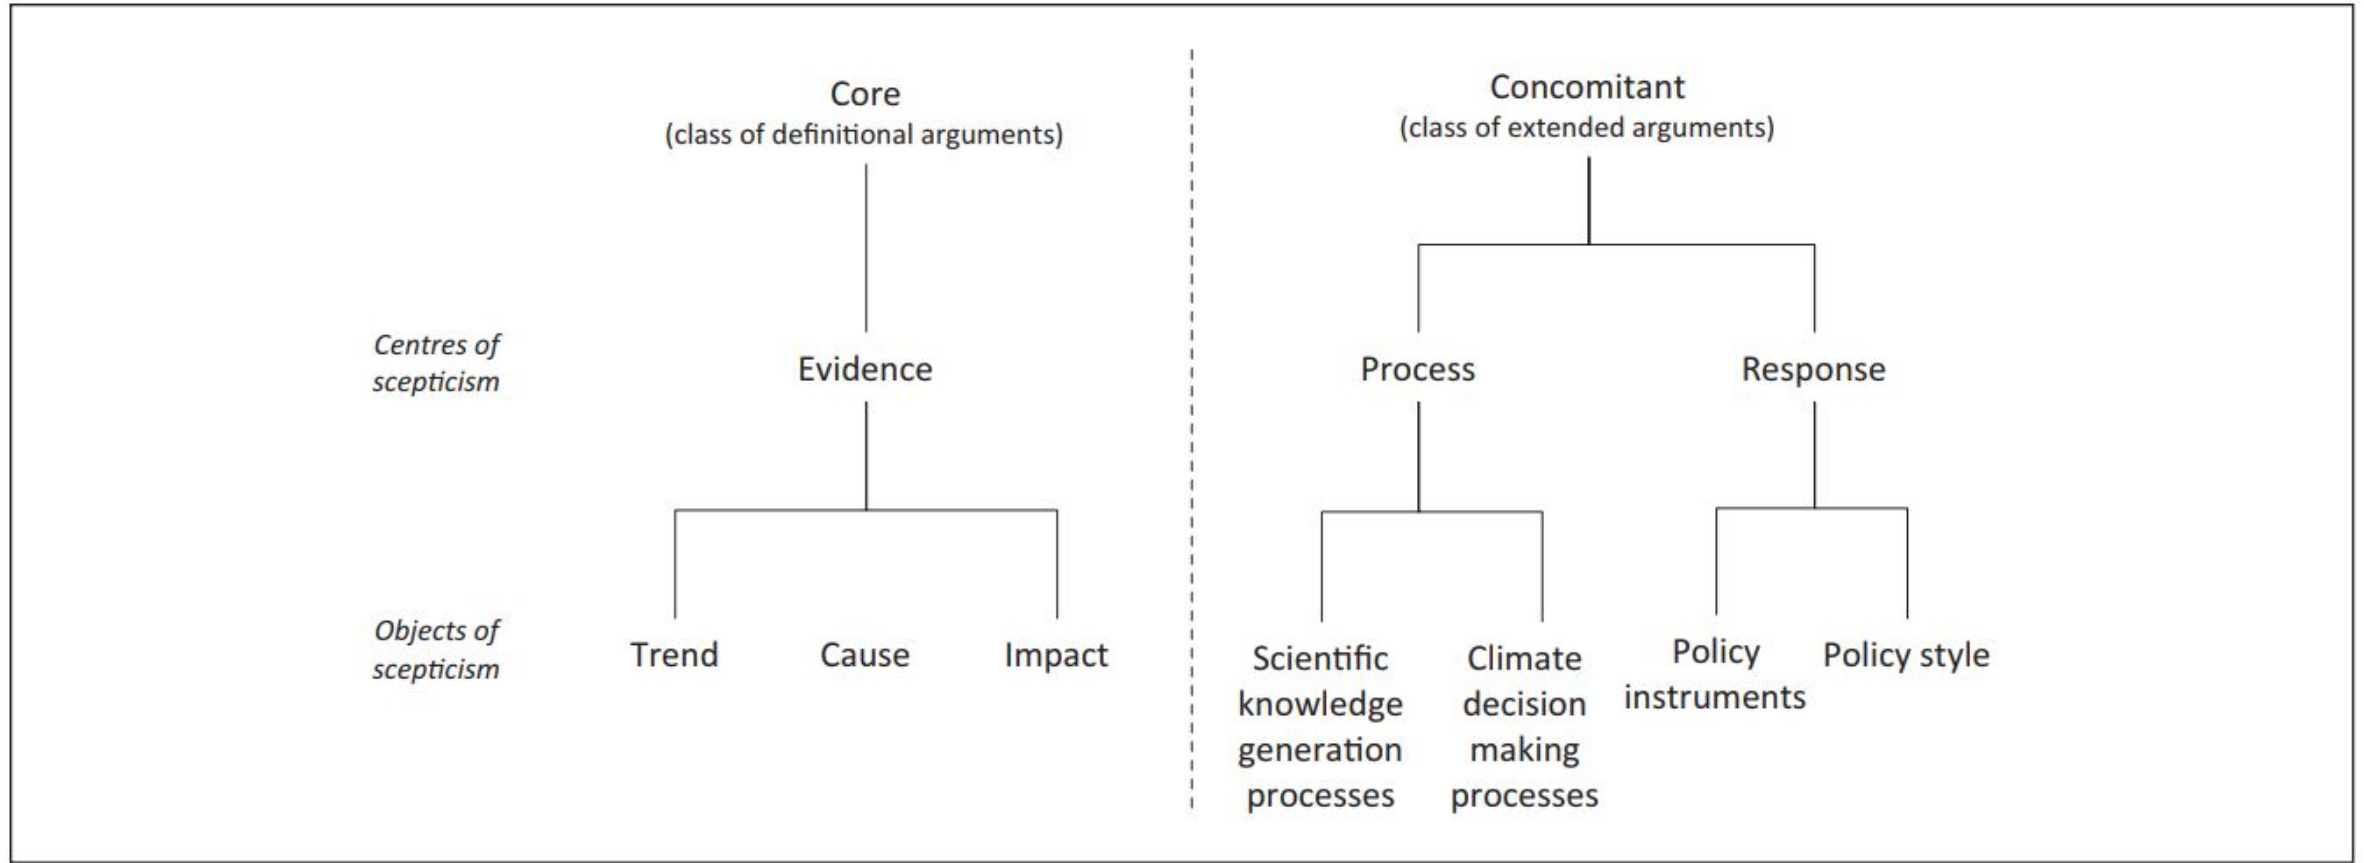 Core
(class of definitional arguments)
Concomitant
(class of extended arguments)
Centres of
scepticism
Evidence
Process
Response
Objects of
scepticism
Trend
Cause
Impact
Scientific
knowledge
generation
processes
Climate
decision
making
processes
Policy
instruments
Policy style